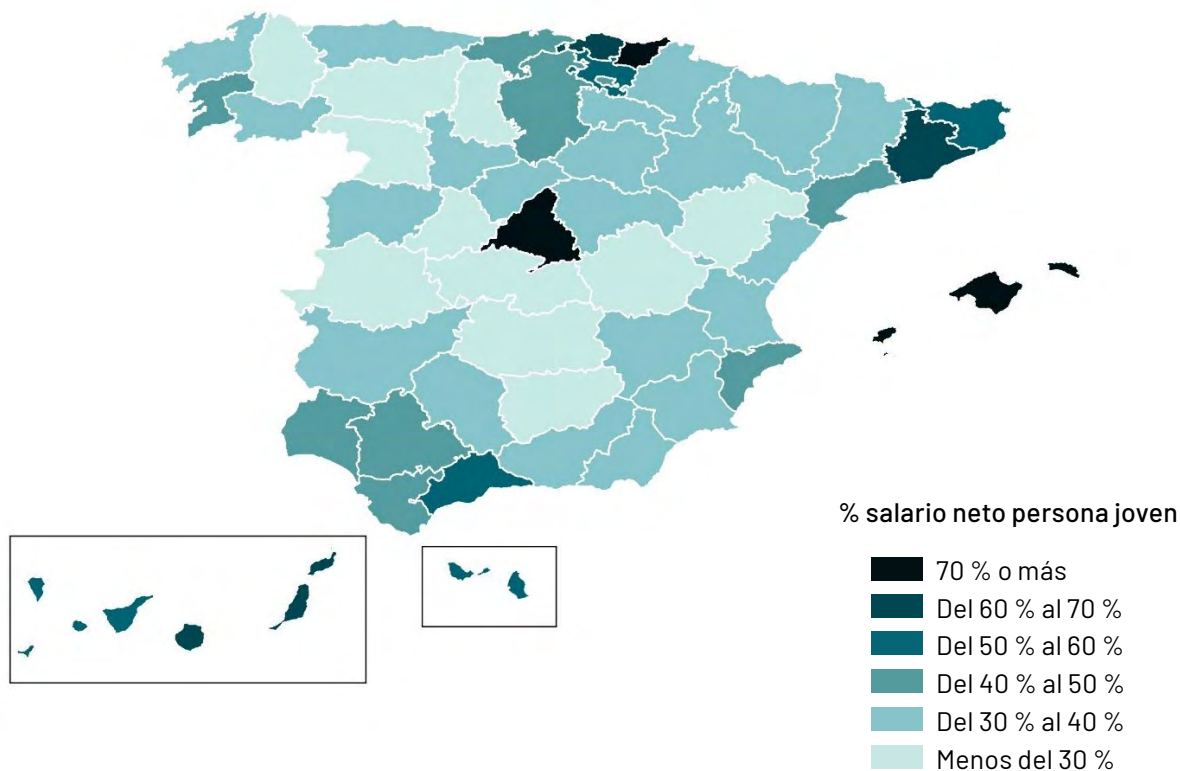 % salario neto persona joven
70 % o más
Del 60 % al 70 %
Del 50 % al 60 %
Del 40 % al 50 %
Del 30 % al 40 %
Menos del 30 %